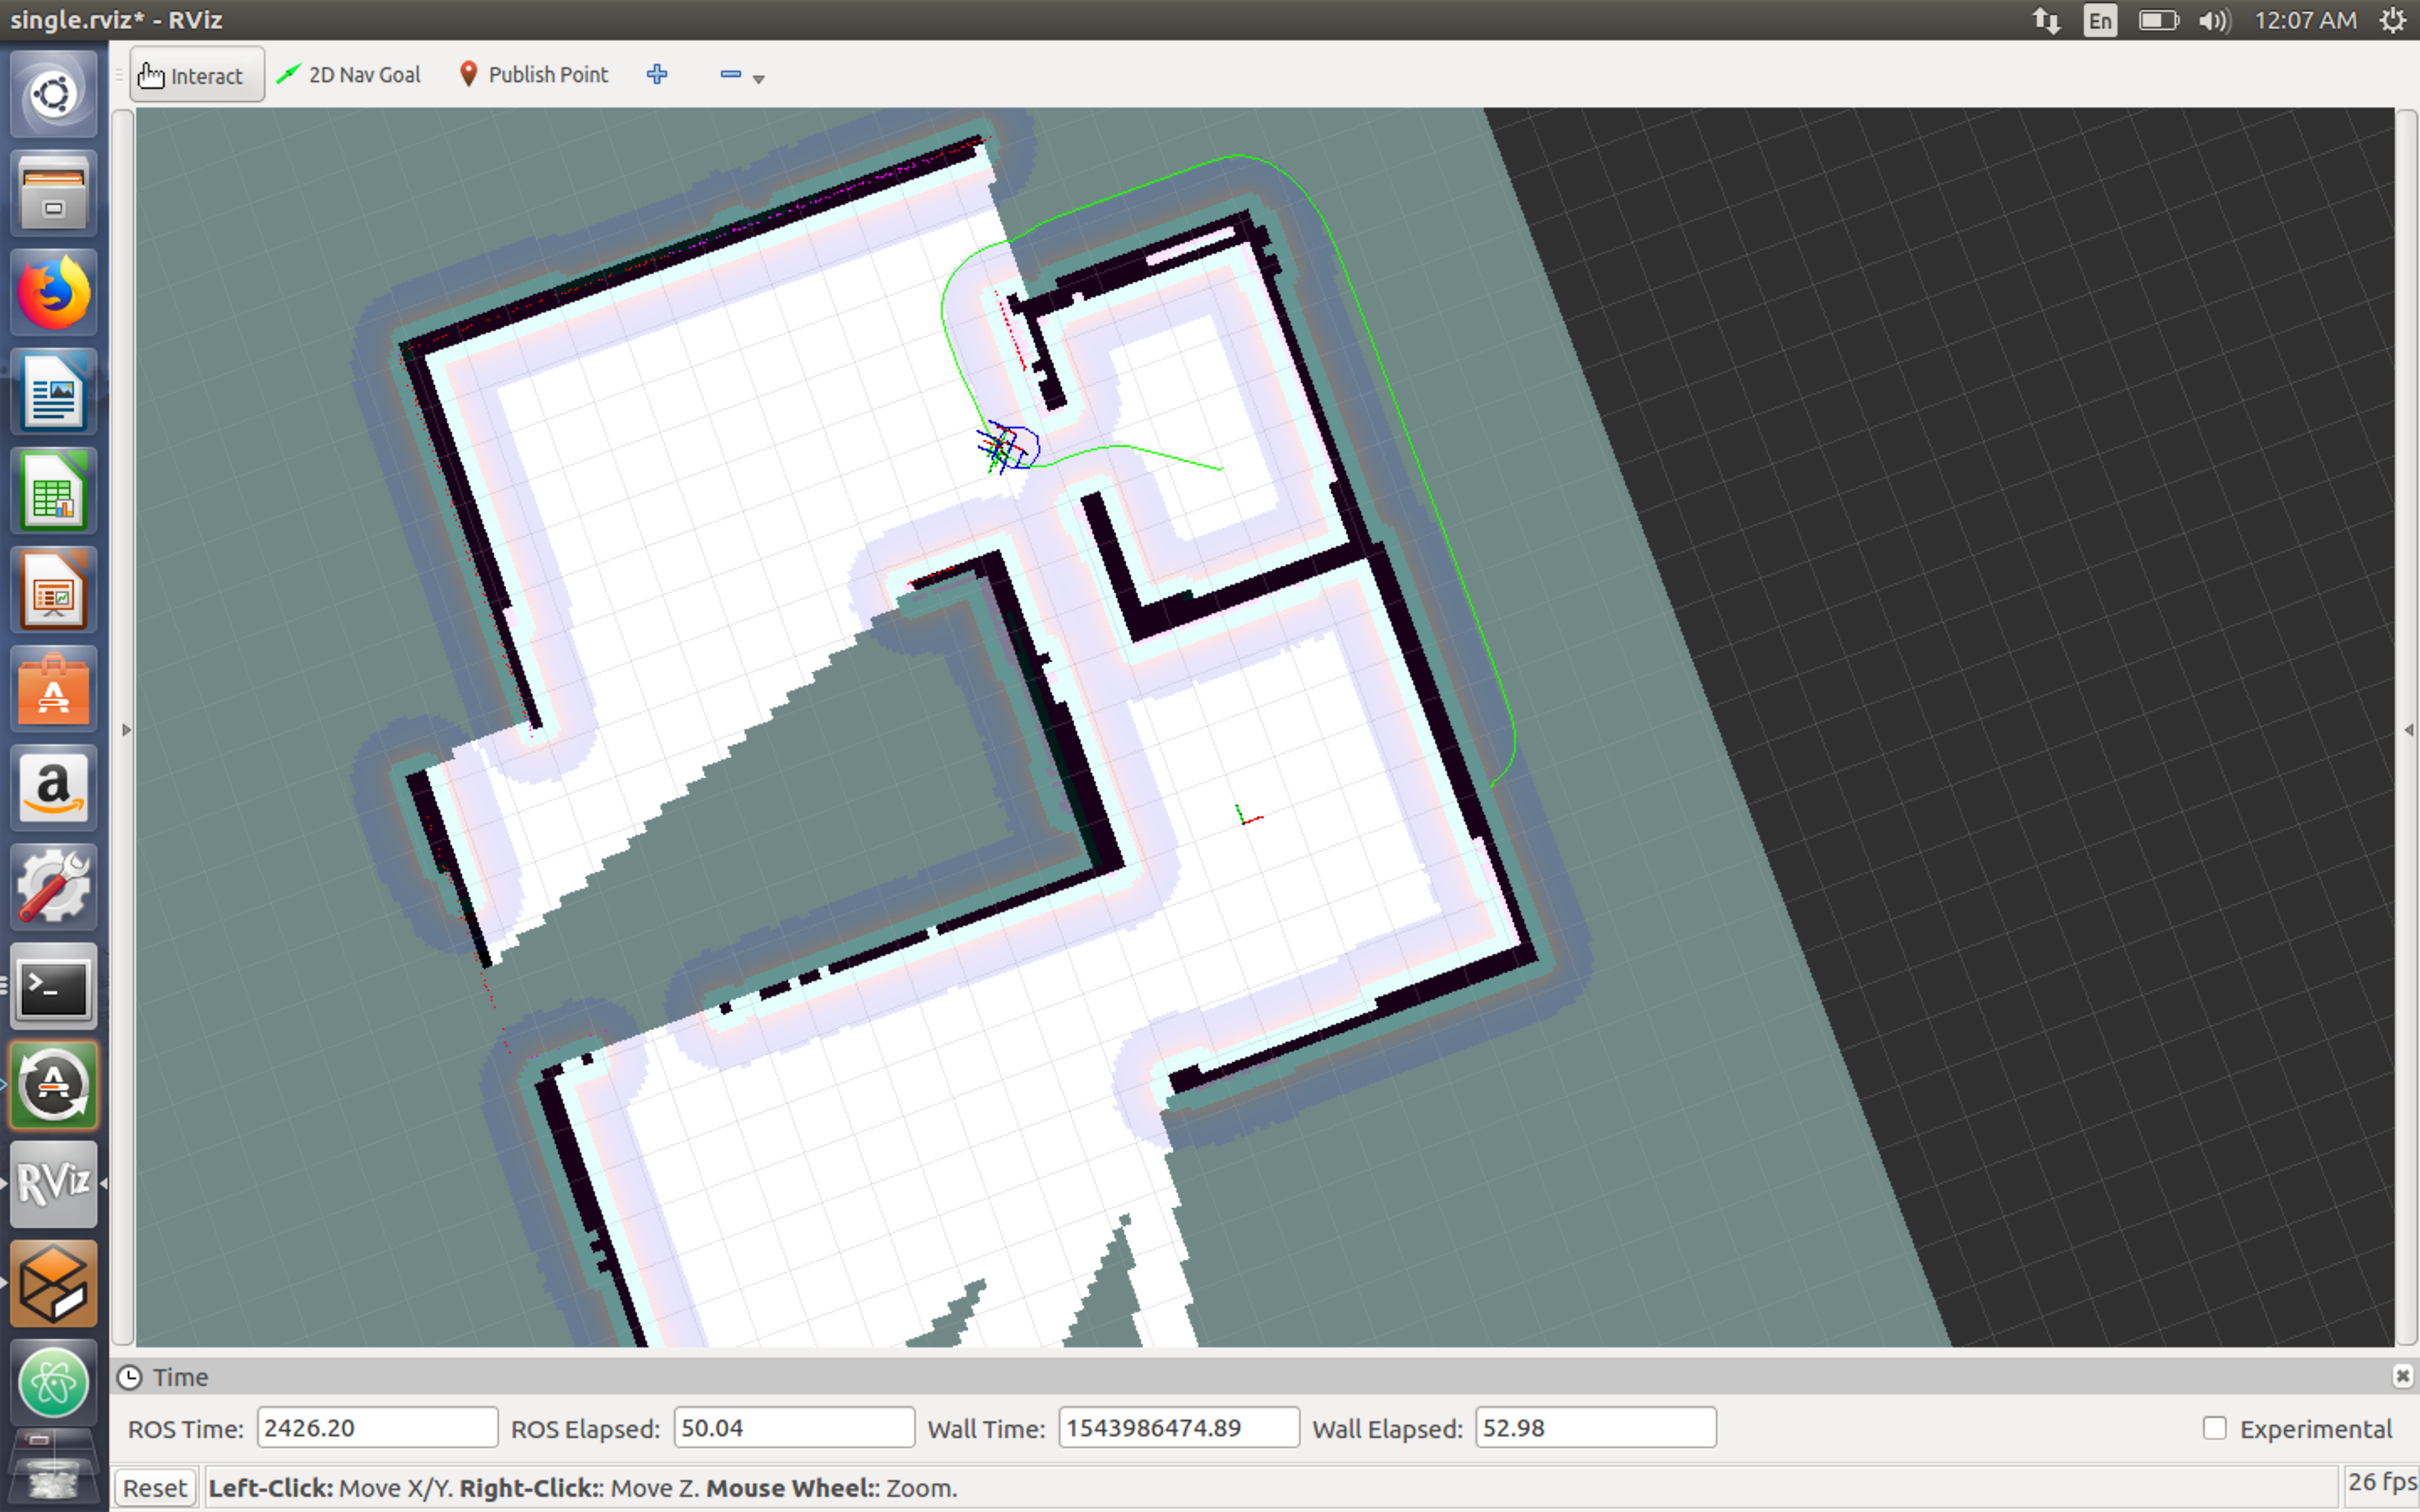 single.rviz* - RViz
En
12:07 AM
Interact
2D Nav Goal
Publish Point
a
>_
RViz
Time
ROS Time: 2426.20 ROS Elapsed: 50.04 Wall Time: 1543986474.89 Wall Elapsed: 52.98 Experimental
Reset Left-Click: Move X/Y. Right-Click:: Move Z. Mouse Wheel:: Zoom. 26 fps